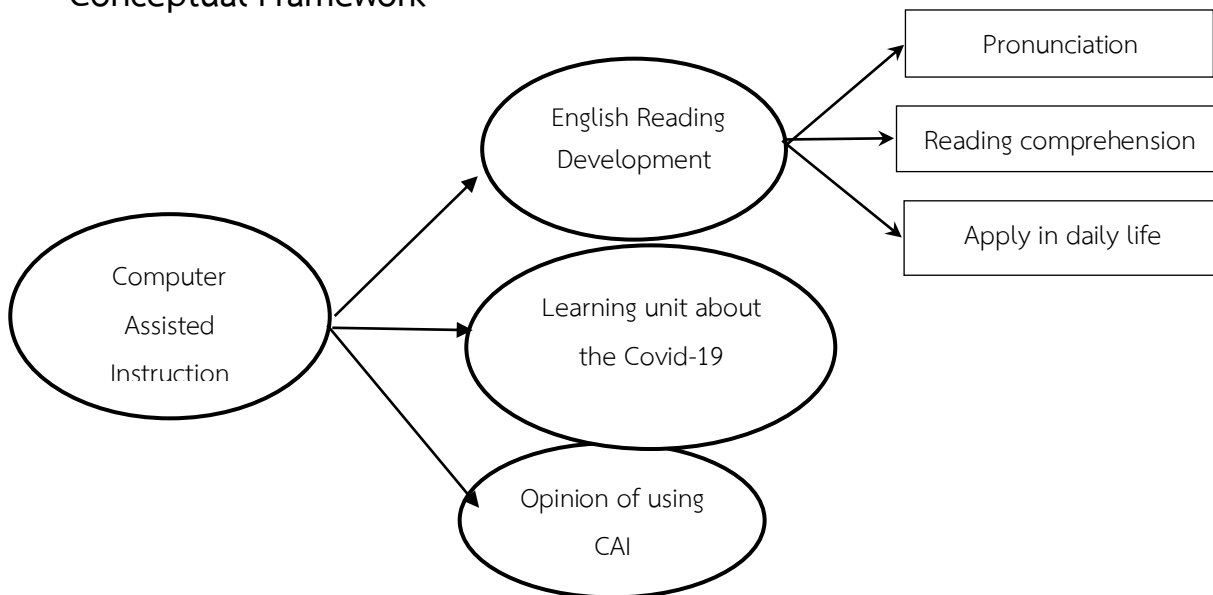 Conceptual Framework
Pronunciation
English Reading
Development
Reading comprehension
Apply in daily life
Computer
Assisted
Instruction
Learning unit about
the Covid-19
Opinion of using
CAI